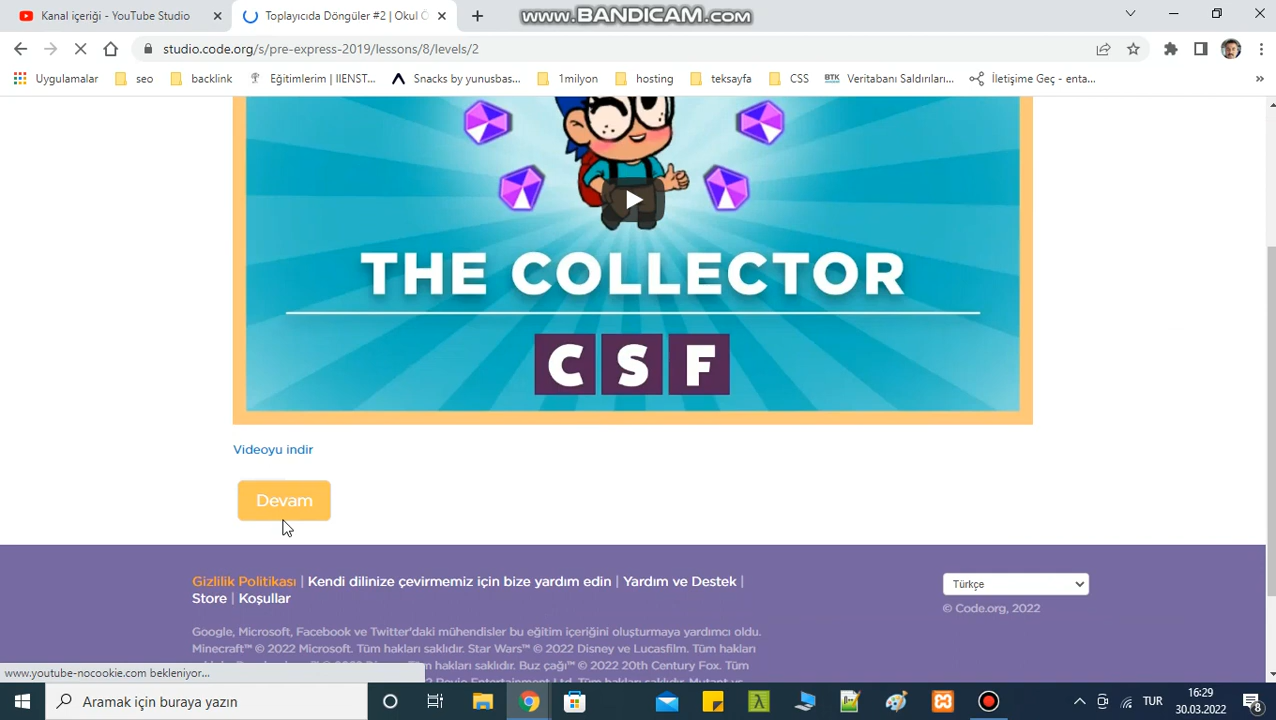 Kanal içeriği - YouTube Studio
Toplayıcıda Döngüler #2 | Okul Ö
www.BANDICAM.com
studio.code.org/s/pre-express-2019/lessons/8/levels/2
Uygulamalar
seo
backlink
Eğitimlerim | IIENST...
Snacks by yunusbas...
1milyon
hosting
teksayfa
CSS
BTK
Veritabanı Saldırıları...
İletişime Geç - enta...
»
THE COLLECTOR
C S F
Videoyu indir
Devam
Gizlilik Politikası | Kendi dilinize çevirmemiz için bize yardım edin | Yardım ve Destek |
Store | Koşullar
Türkçe
© Code.org, 2022
Google, Microsoft, Facebook ve Twitter'daki mühendisler bu eğitim içeriğini oluşturmaya yardımcı oldu.
Minecraft™ © 2022 Microsoft. Tüm hakları saklıdır. Star Wars™ © 2022 Disney ve Lucasfilm. Tüm
hakları saklıdır. Buz çağı™ © 2022 20th Century Fox. Tüm
www.youtube-nocookie.com bekleniyor...
Aramak için buraya yazın
TUR
16:29
30.03.2022
8